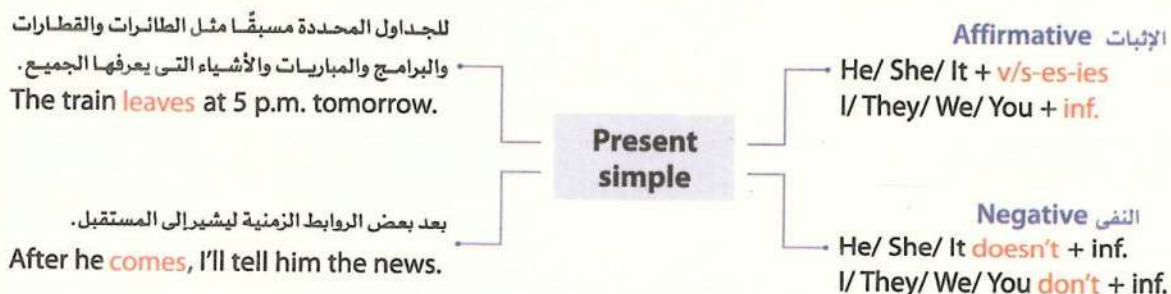 للجداول المحددة مسبقًا مثل الطائرات والقطارات
والبرامج والمباريات والأشياء التى يعرفها الجميع.
The train leaves at 5 p.m. tomorrow.
بعد بعض الروابط الزمنية ليشير إلى المستقبل.
After he comes, I'll tell him the news.
Present
simple
Affirmative الإثبات
He/ She/ It + v/s-es-ies
I/ They/ We/ You + inf.
Negative النفى
He/ She/ It doesn't + inf.
I/ They/ We/ You don't + inf.